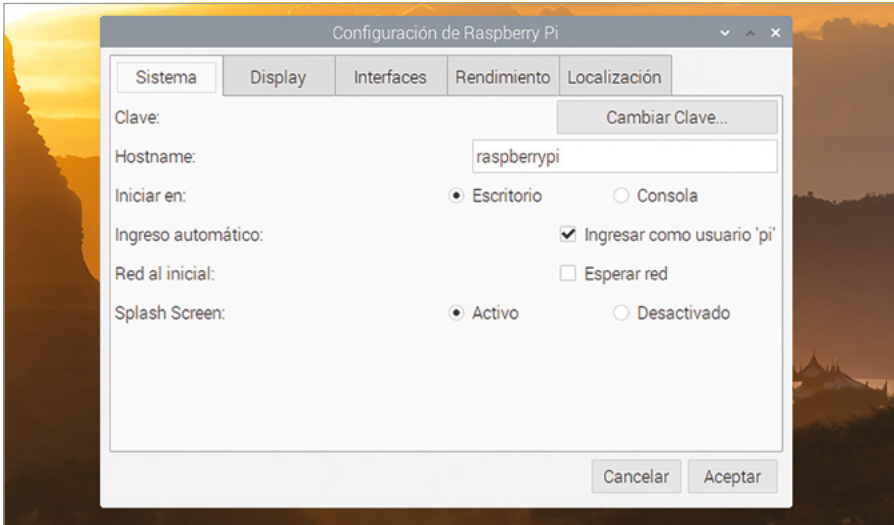 Configuración de Raspberry Pi
Sistema Display Interfaces Rendimiento Localización
Clave: Cambiar Clave...
Hostname: raspberrypi
Iniciar en: Escritorio Consola
Ingreso automático: Ingresar como usuario 'pi'
Red al inicial: Esperar red
Splash Screen: Activo Desactivado
Cancelar Aceptar